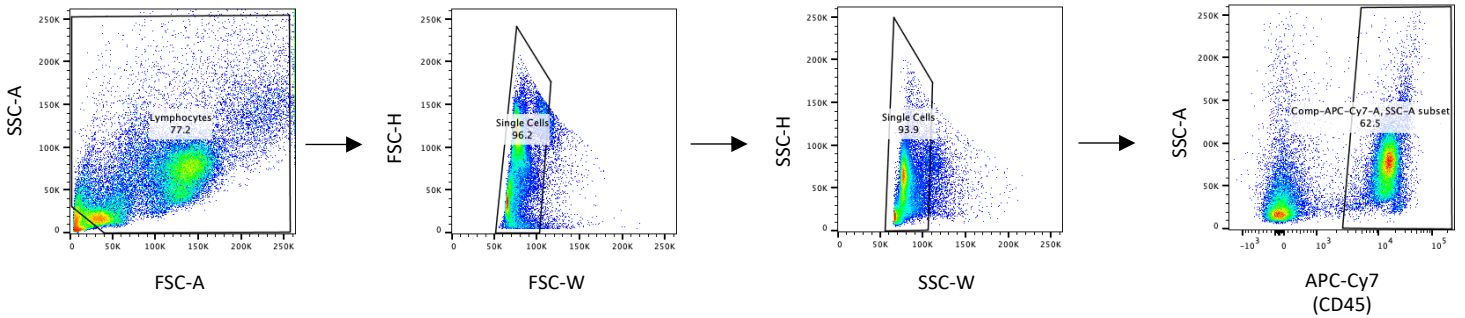 250K
200K
150K
100K
50K
0
SSC-A
Lymphocytes
77.2
0
50K
100K
150K
200K
250K
FSC-A
250K
200K
150K
100K
50K
0
FSC-H
Single Cells
96.2
0
50K
100K
150K
200K
250K
FSC-W
250K
200K
150K
100K
50K
0
SSC-H
Single Cells
93.9
0
50K
100K
150K
200K
250K
SSC-W
250K
200K
150K
00K
50K
0
SSC-A
Comp-APC-Cy7-A, SSC-A subset
62.5
-10³
0
10³
10⁴
10⁵
APC-Cy7
(CD45)